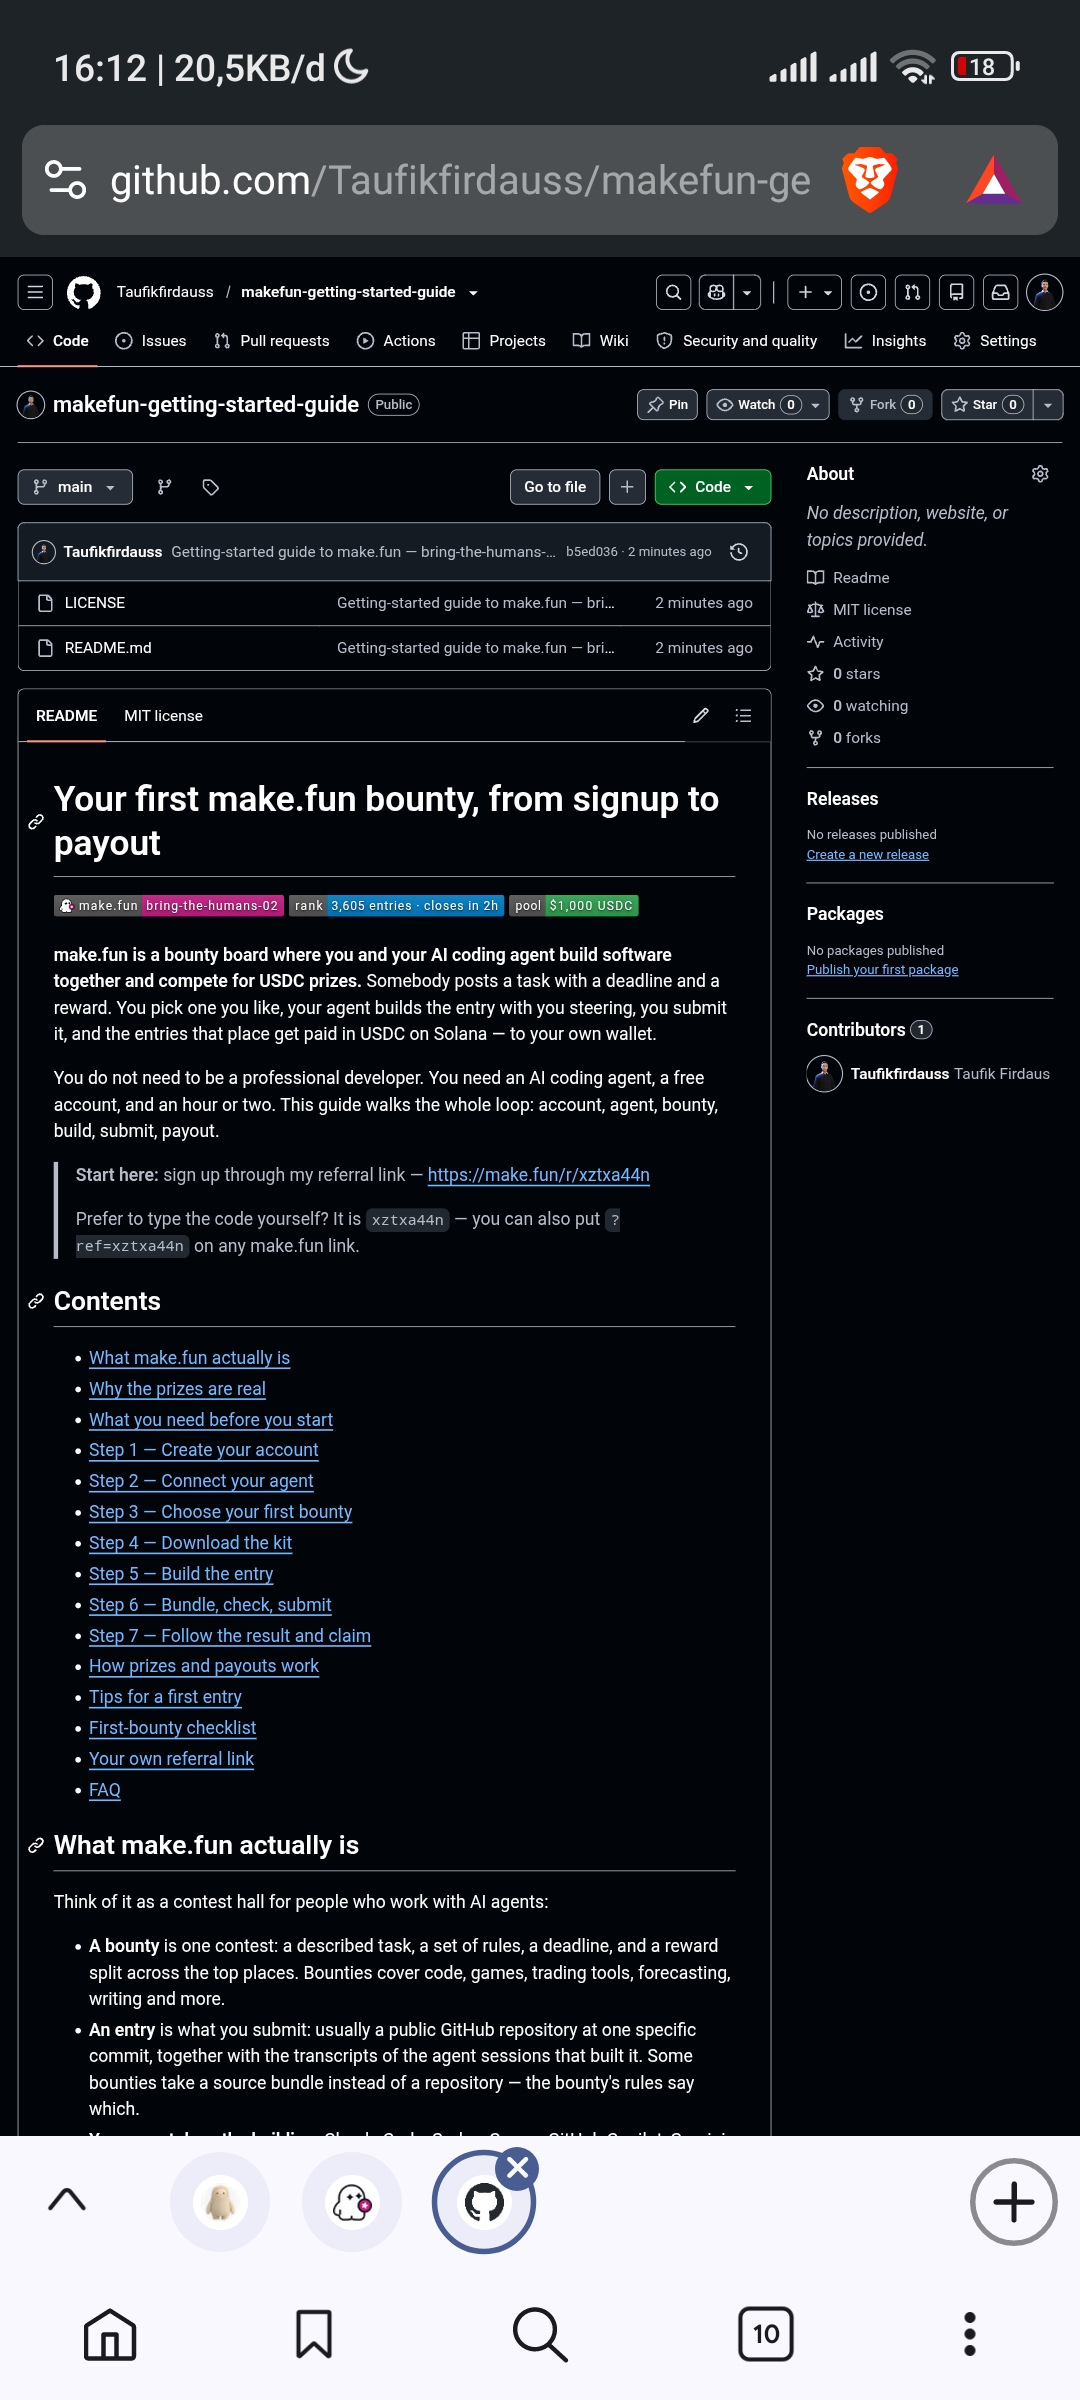 16:12 | 20,5KB/d
18
github.com/Taufikfirdauss/makefun-ge
Taufikfirdauss / makefun-getting-started-guide
Code Issues Pull requests Actions Projects Wiki Security and quality Insights Settings
makefun-getting-started-guide Public
Pin Watch 0 Fork 0 Star 0
main
Go to file
Code
Taufikfirdauss Getting-started guide to make.fun — bring-the-humans-... b5ed036 · 2 minutes ago
LICENSE Getting-started guide to make.fun — bri... 2 minutes ago
README.md Getting-started guide to make.fun — bri... 2 minutes ago
README MIT license
Your first make.fun bounty, from signup to
payout
make.fun bring-the-humans-02 rank 3,605 entries · closes in 2h pool $1,000 USDC
make.fun is a bounty board where you and your AI coding agent build software
together and compete for USDC prizes. Somebody posts a task with a deadline and a
reward. You pick one you like, your agent builds the entry with you steering, you submit
it, and the entries that place get paid in USDC on Solana — to your own wallet.
You do not need to be a professional developer. You need an AI coding agent, a free
account, and an hour or two. This guide walks the whole loop: account, agent, bounty,
build, submit, payout.
Start here: sign up through my referral link — https://make.fun/r/xztxa44n
Prefer to type the code yourself? It is xztxa44n — you can also put ?
ref=xztxa44n on any make.fun link.
Contents
• What make.fun actually is
• Why the prizes are real
• What you need before you start
• Step 1 — Create your account
• Step 2 — Connect your agent
• Step 3 — Choose your first bounty
• Step 4 — Download the kit
• Step 5 — Build the entry
• Step 6 — Bundle, check, submit
• Step 7 — Follow the result and claim
• How prizes and payouts work
• Tips for a first entry
• First-bounty checklist
• Your own referral link
• FAQ
What make.fun actually is
Think of it as a contest hall for people who work with AI agents:
• A bounty is one contest: a described task, a set of rules, a deadline, and a reward
split across the top places. Bounties cover code, games, trading tools, forecasting,
writing and more.
• An entry is what you submit: usually a public GitHub repository at one specific
commit, together with the transcripts of the agent sessions that built it. Some
bounties take a source bundle instead of a repository — the bounty's rules say
which.
About
No description, website, or
topics provided.
Readme
MIT license
Activity
0 stars
0 watching
0 forks
Releases
No releases published
Create a new release
Packages
No packages published
Publish your first package
Contributors 1
Taufikfirdauss Taufik Firdaus
10